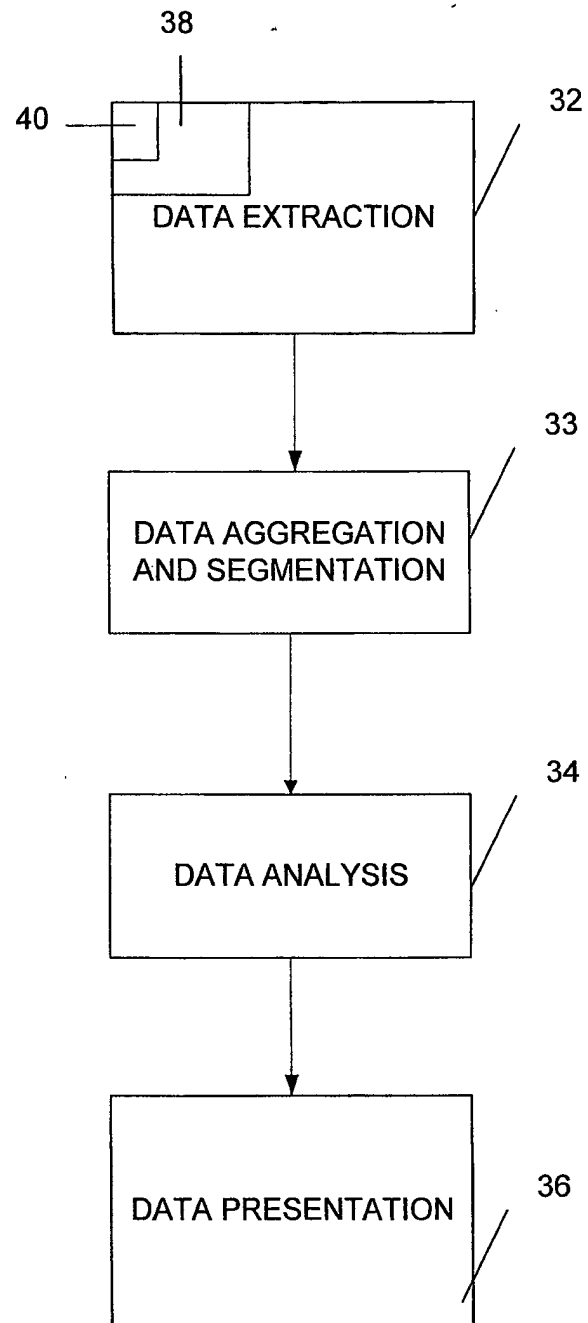 38
40
32
DATA EXTRACTION
33
DATA AGGREGATION
AND SEGMENTATION
34
DATA ANALYSIS
36
DATA PRESENTATION